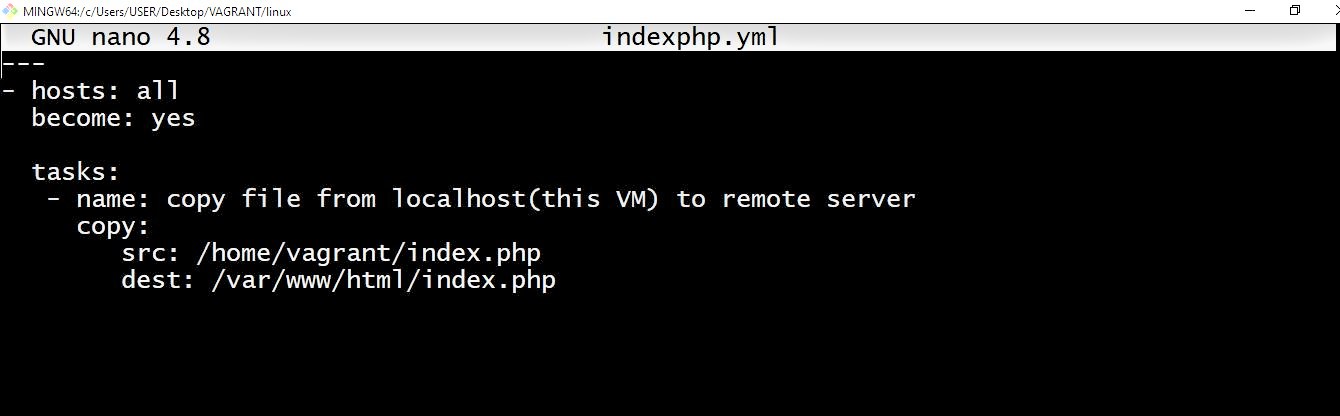 MINGW64:/c/Users/USER/Desktop/VAGRANT/linux
GNU nano 4.8 indexphp.yml
---
- hosts: all
become: yes
tasks:
- name: copy file from localhost(this VM) to remote server
copy:
src: /home/vagrant/index.php
dest: /var/www/html/index.php